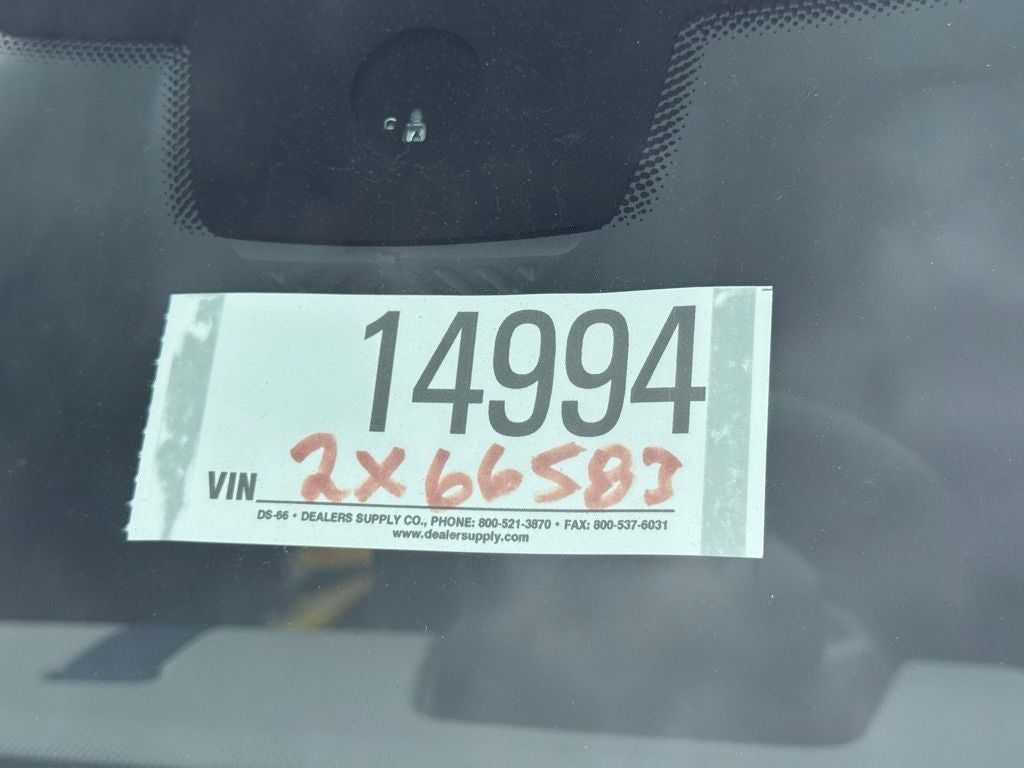 14994
VIN 2X66583
DS-66 • DEALERS SUPPLY CO., PHONE: 800-521-3870 • FAX: 800-537-6031
www.dealersupply.com